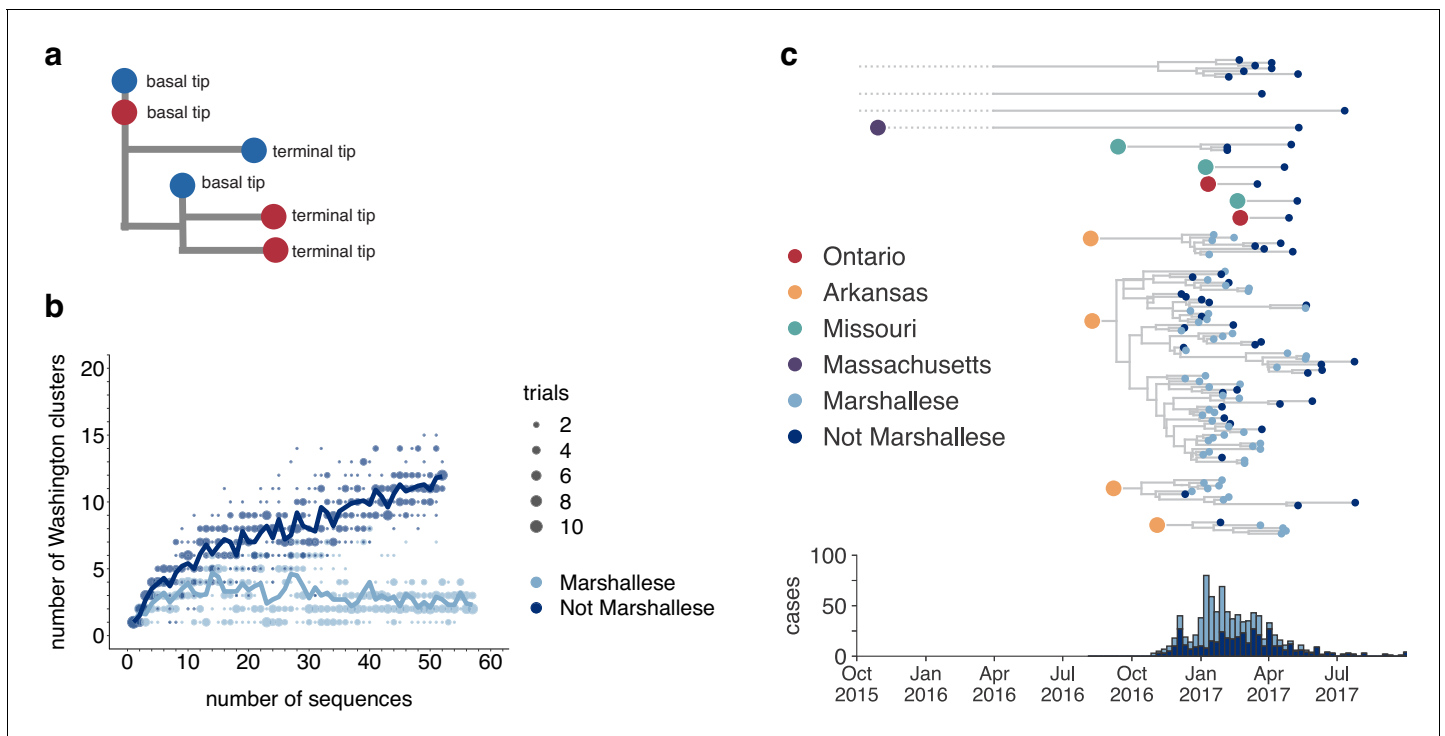 a
basal tip
basal tip
terminal tip
basal tip
terminal tip
terminal tip
b
number of Washington clusters
20
15
10
5
0
0 10 20 30 40 50 60
number of sequences
trials
2
4
6
8
10
Marshallese
Not Marshallese
c
Ontario
Arkansas
Missouri
Massachusetts
Marshallese
Not Marshallese
cases
100
50
0
Oct Jan Apr Jul Oct Jan Apr Jul
2015 2016 2016 2016 2016 2017 2017 2017